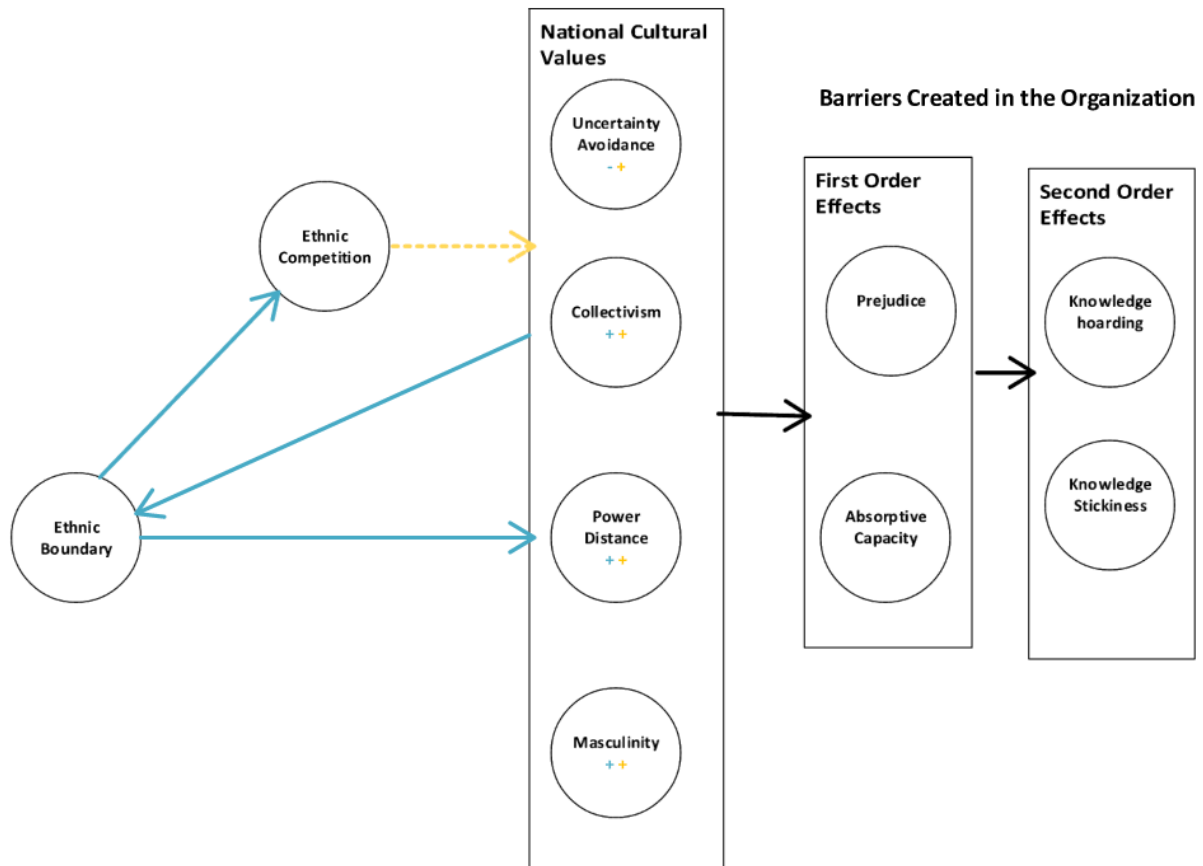 National Cultural
Values
Uncertainty
Avoidance
- +
Barriers Created in the Organization
First Order
Effects
Second Order
Effects
Ethnic
Competition
Collectivism
+ +
Prejudice
Knowledge
hoarding
Ethnic
Boundary
Power
Distance
+ +
Absorptive
Capacity
Knowledge
Stickiness
Masculinity
+ +